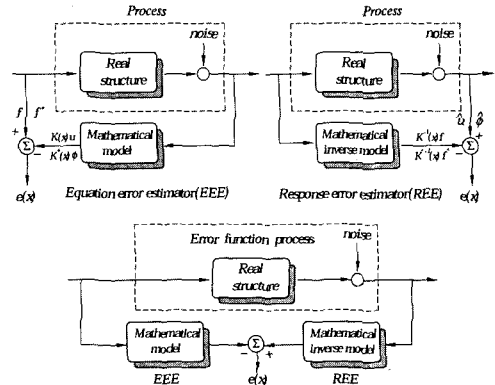 Process
noise
Real
structure
f f*
K(x)u
K*(x)ϕ
Mathematical
model
+
Σ
−
e(x)
Equation error estimator(EEE)
Process
noise
Real
structure
Mathematical
inverse model
K⁻¹(x)f
û ϕ̂
+
Σ
−
e(x)
Response error estimator(REE)
Error function process
noise
Real
structure
Mathematical
model
EEE
− Σ +
e(x)
Mathematical
inverse model
REE